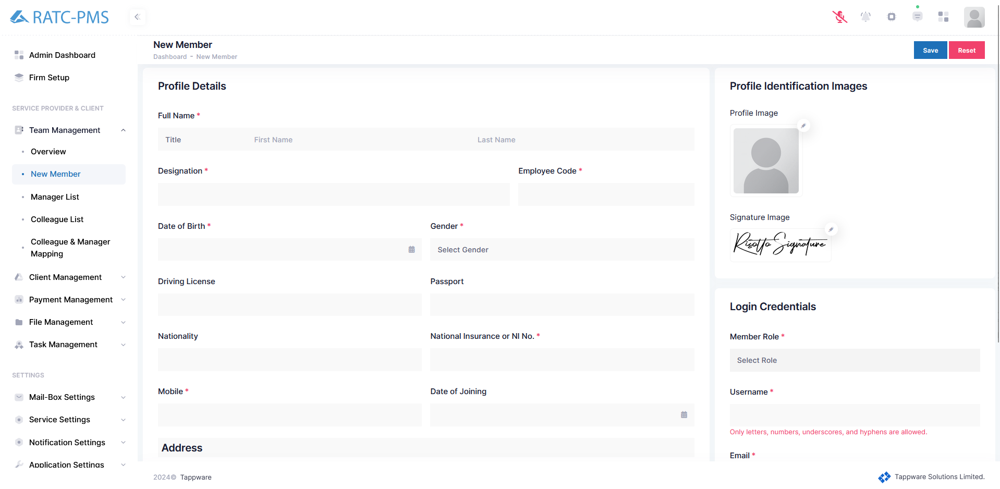 RATC-PMS
Admin Dashboard
Firm Setup
SERVICE PROVIDER & CLIENT
Team Management
Overview
New Member
Manager List
Colleague List
Colleague & Manager
Mapping
Client Management
Payment Management
File Management
Task Management
SETTINGS
Mail-Box Settings
Service Settings
Notification Settings
Application Settings
New Member
Dashboard - New Member
Save Reset
Profile Details
Full Name *
Title First Name Last Name
Designation * Employee Code *
Date of Birth * Gender *
Select Gender
Driving License Passport
Nationality National Insurance or NI No. *
Mobile * Date of Joining
Address
Profile Identification Images
Profile Image
Signature Image
Risotto Signature
Login Credentials
Member Role *
Select Role
Username *
Only letters, numbers, underscores, and hyphens are allowed.
Email *
2024© Tappware
Tappware Solutions Limited.